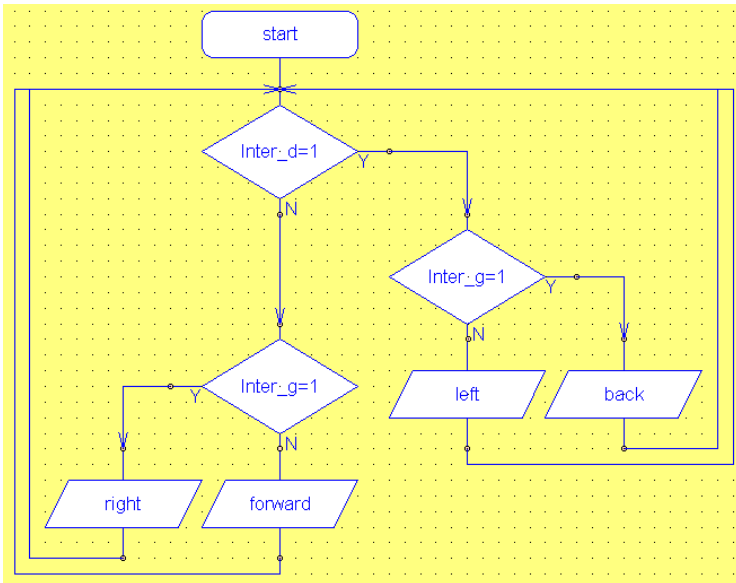 start
Inter_d=1
Y
N
Inter_g=1
Y
N
left
back
Inter_g=1
Y
N
right
forward